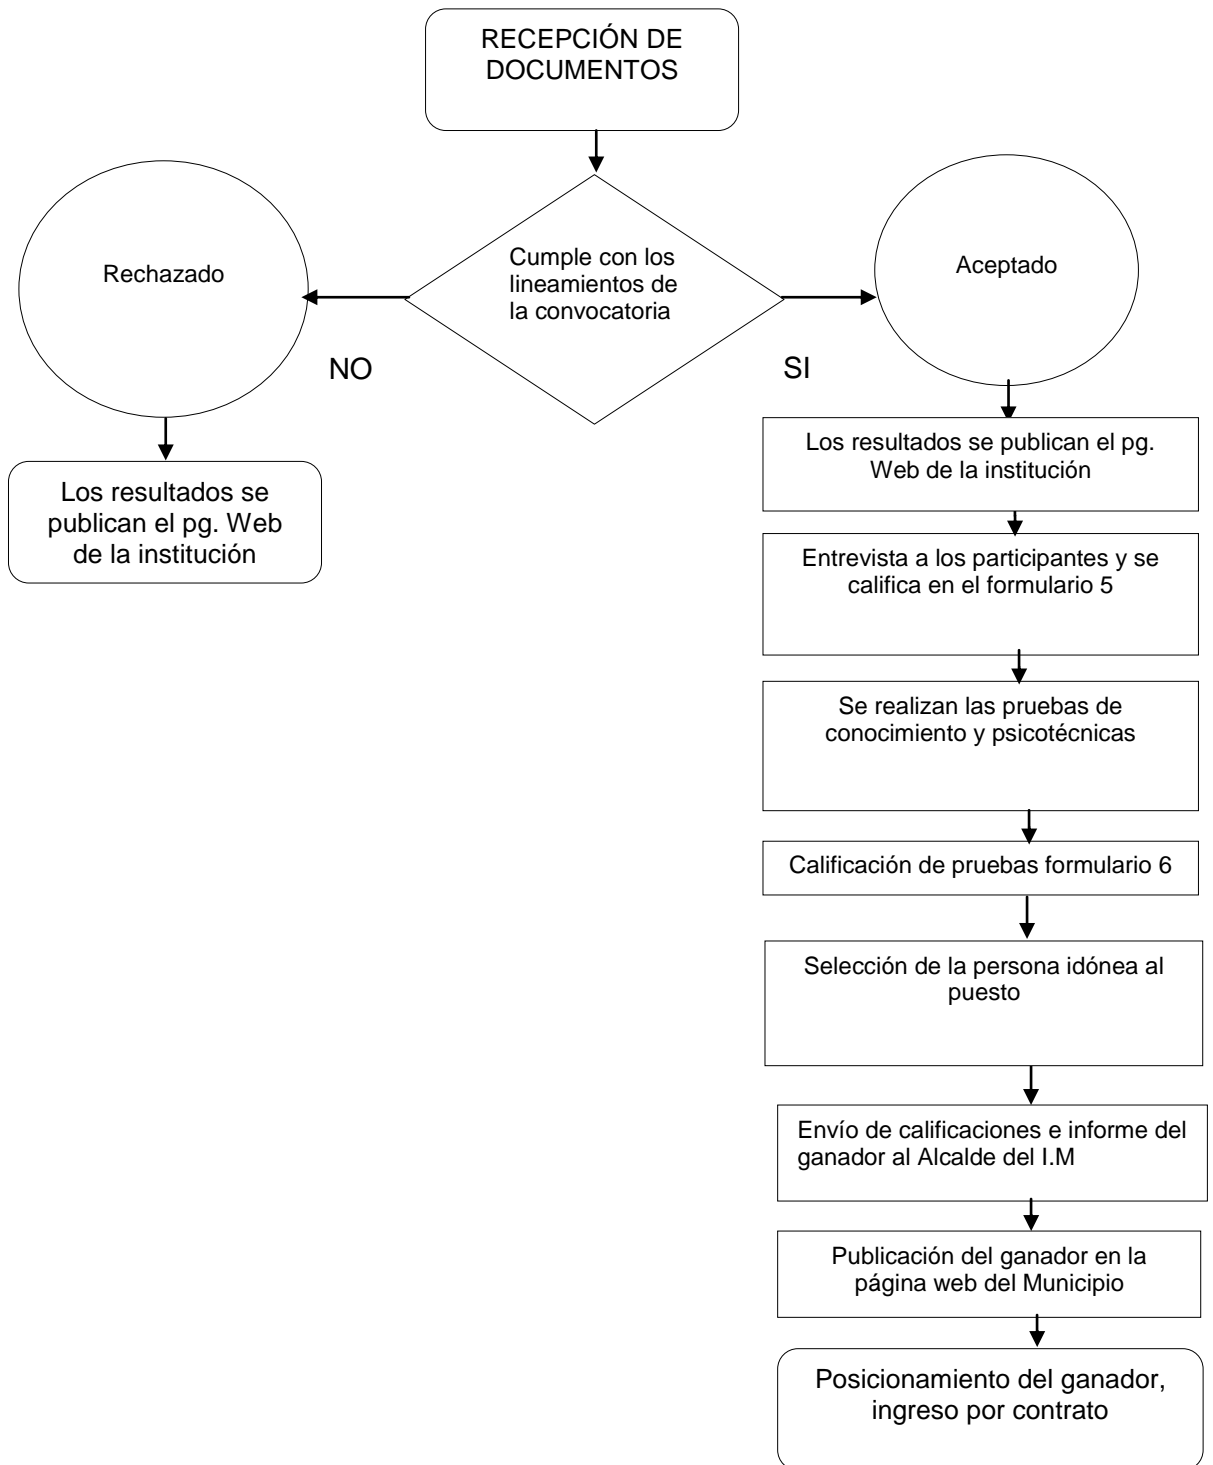 RECEPCIÓN DE
DOCUMENTOS
Cumple con los
lineamientos de
la convocatoria
Rechazado
Aceptado
NO
SI
Los resultados se
publican el pg. Web
de la institución
Los resultados se publican el pg.
Web de la institución
Entrevista a los participantes y se
califica en el formulario 5
Se realizan las pruebas de
conocimiento y psicotécnicas
Calificación de pruebas formulario 6
Selección de la persona idónea al
puesto
Envío de calificaciones e informe del
ganador al Alcalde del I.M
Publicación del ganador en la
página web del Municipio
Posicionamiento del ganador,
ingreso por contrato